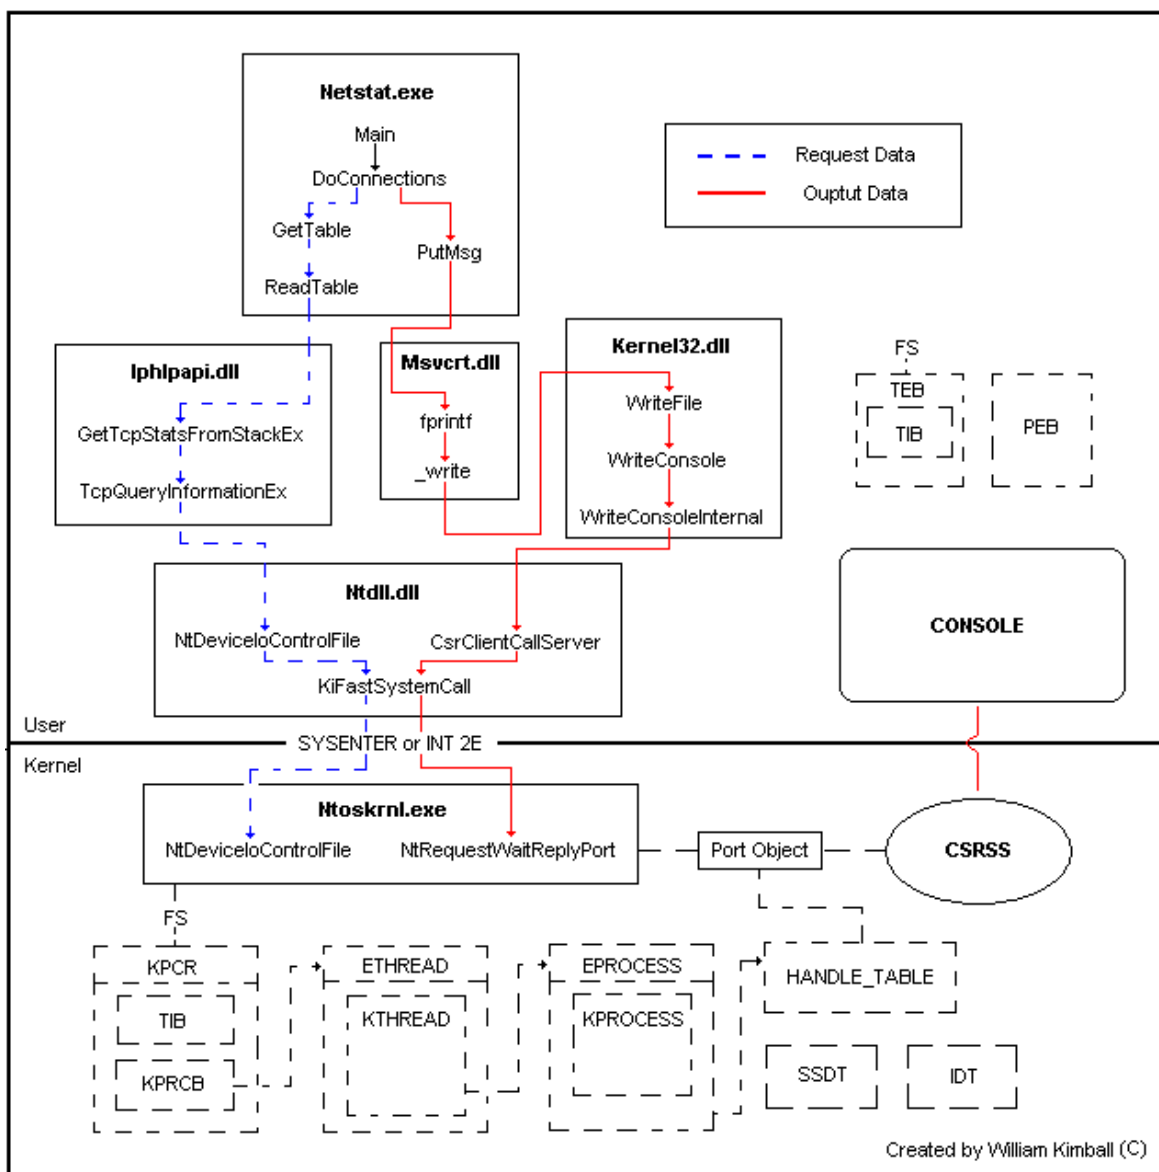 Netstat.exe
Main
DoConnections
GetTable
PutMsg
ReadTable
Request Data
Ouptut Data
Iphlpapi.dll
GetTcpStatsFromStackEx
TcpQueryInformationEx
Msvcrt.dll
fprintf
_write
Kernel32.dll
WriteFile
WriteConsole
WriteConsoleInternal
FS
TEB
TIB
PEB
Ntdll.dll
NtDeviceIoControlFile
CsrClientCallServer
KiFastSystemCall
CONSOLE
User
SYSENTER or INT 2E
Kernel
Ntoskrnl.exe
NtDeviceIoControlFile
NtRequestWaitReplyPort
Port Object
CSRSS
FS
KPCR
TIB
KPRCB
ETHREAD
KTHREAD
EPROCESS
KPROCESS
HANDLE_TABLE
SSDT
IDT
Created by William Kimball (C)